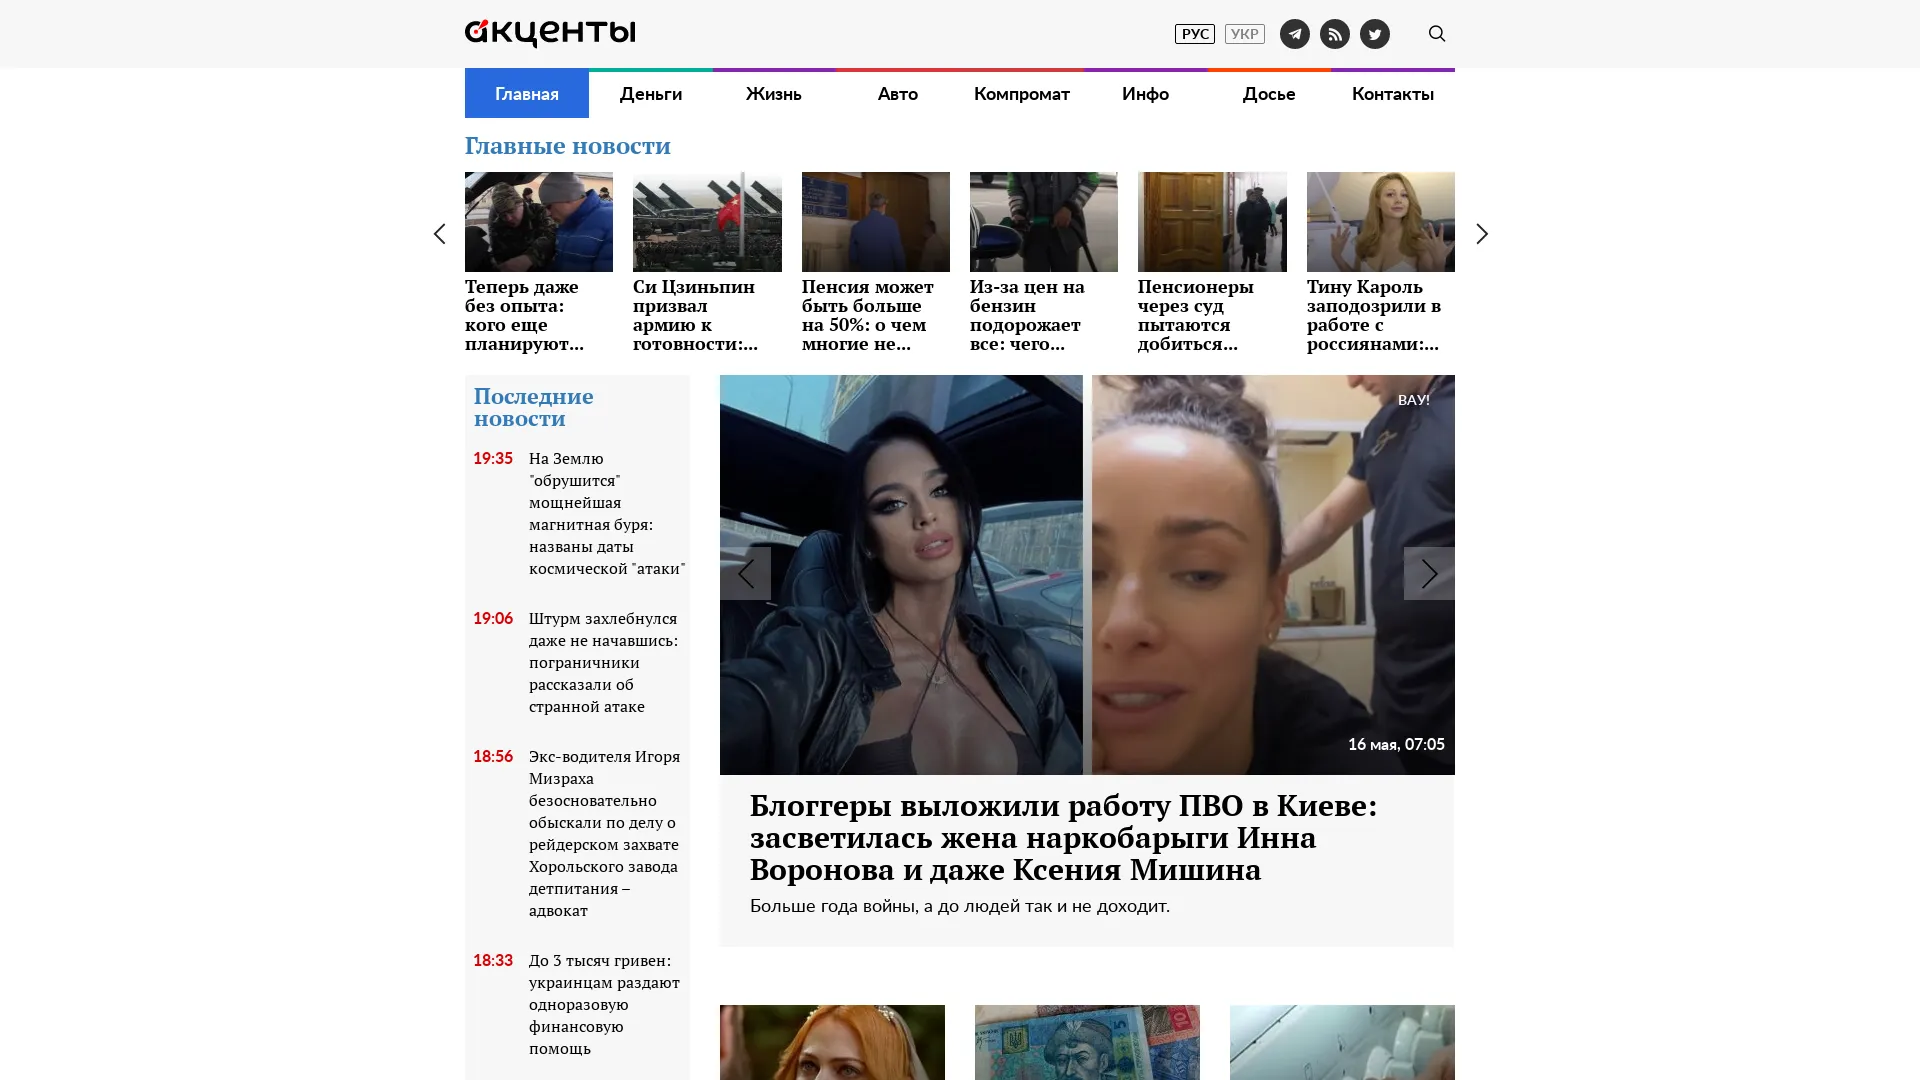 акценты
РУС
УКР
Главная
Деньги
Жизнь
Авто
Компромат
Инфо
Досье
Контакты
Главные новости
Теперь даже
без опыта:
кого еще
планируют...
Си Цзиньпин
призвал
армию к
готовности:...
Пенсия может
быть больше
на 50%: о чем
многие не...
Из-за цен на
бензин
подорожает
все: чего...
Пенсионеры
через суд
пытаются
добиться...
Тину Кароль
заподозрили в
работе с
россиянами:...
Последние
новости
19:35
На Землю
"обрушится"
мощнейшая
магнитная буря:
названы даты
космической "атаки"
19:06
Штурм захлебнулся
даже не начавшись:
пограничники
рассказали об
странной атаке
18:56
Экс-водителя Игоря
Мизраха
безосновательно
обыскали по делу о
рейдерском захвате
Хорольского завода
детпитания –
адвокат
18:33
До 3 тысяч гривен:
украинцам раздают
одноразовую
финансовую
помощь
ВАУ!
16 мая, 07:05
Блоггеры выложили работу ПВО в Киеве:
засветилась жена наркобарыги Инна
Воронова и даже Ксения Мишина
Больше года войны, а до людей так и не доходит.
5
10